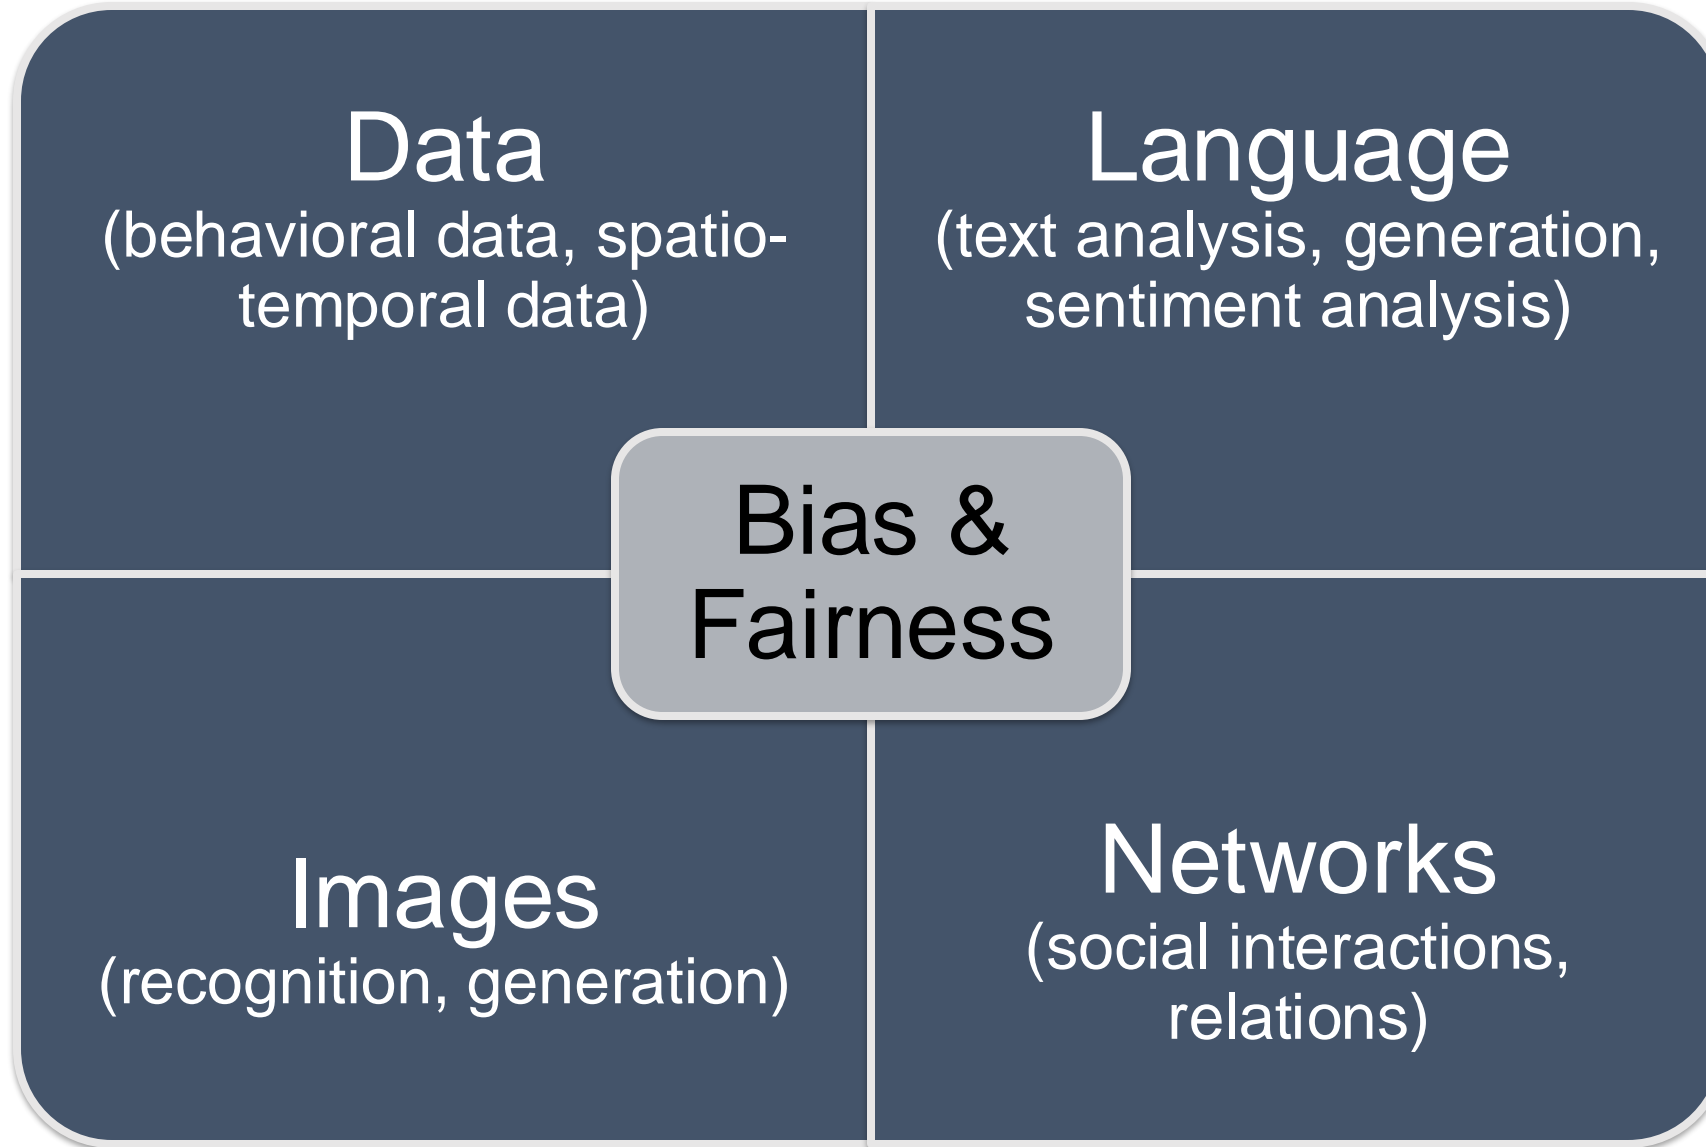 Data
(behavioral data, spatio-
temporal data)
Language
(text analysis, generation,
sentiment analysis)
Bias &
Fairness
Images
(recognition, generation)
Networks
(social interactions,
relations)